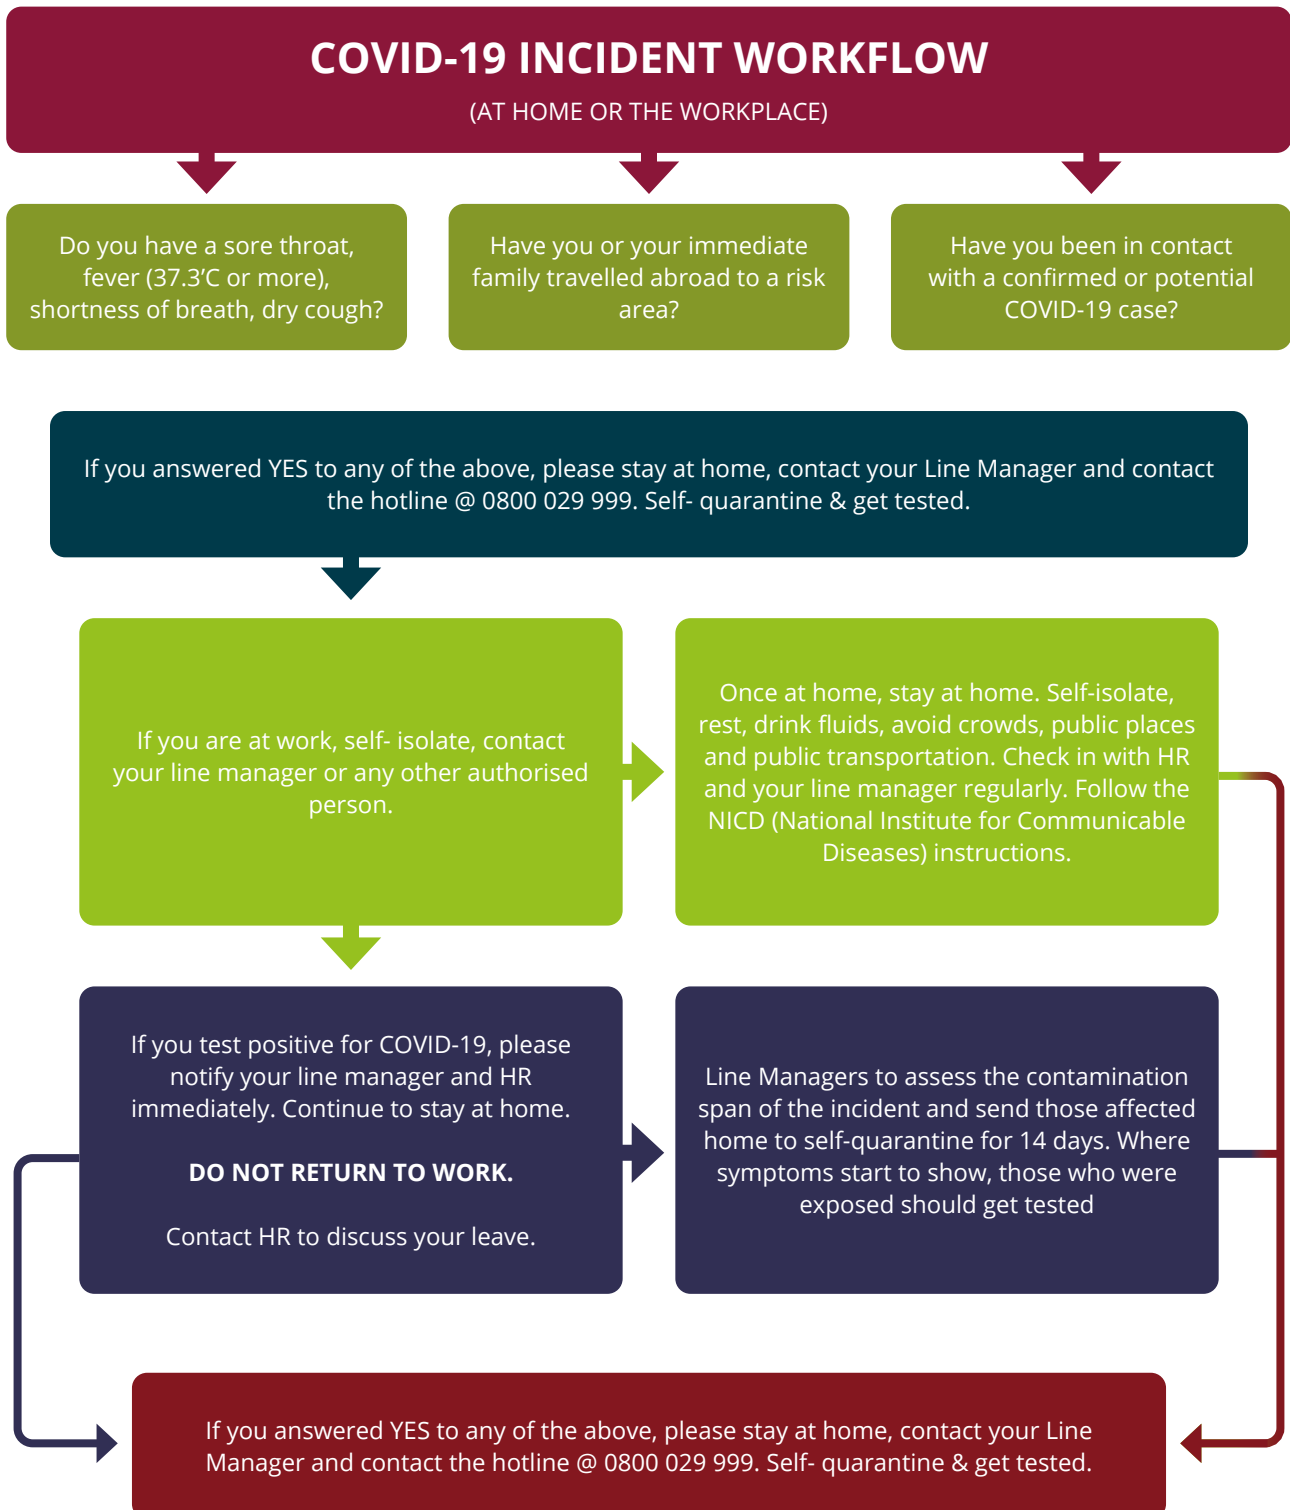 COVID-19 INCIDENT WORKFLOW
(AT HOME OR THE WORKPLACE)
Do you have a sore throat,
fever (37.3'C or more),
shortness of breath, dry cough?
Have you or your immediate
family travelled abroad to a risk
area?
Have you been in contact
with a confirmed or potential
COVID-19 case?
If you answered YES to any of the above, please stay at home, contact your Line Manager and contact
the hotline @ 0800 029 999. Self- quarantine & get tested.
If you are at work, self- isolate, contact
your line manager or any other authorised
person.
Once at home, stay at home. Self-isolate,
rest, drink fluids, avoid crowds, public places
and public transportation. Check in with HR
and your line manager regularly. Follow the
NICD (National Institute for Communicable
Diseases) instructions.
If you test positive for COVID-19, please
notify your line manager and HR
immediately. Continue to stay at home.
DO NOT RETURN TO WORK.
Contact HR to discuss your leave.
Line Managers to assess the contamination
span of the incident and send those affected
home to self-quarantine for 14 days. Where
symptoms start to show, those who were
exposed should get tested
If you answered YES to any of the above, please stay at home, contact your Line
Manager and contact the hotline @ 0800 029 999. Self- quarantine & get tested.